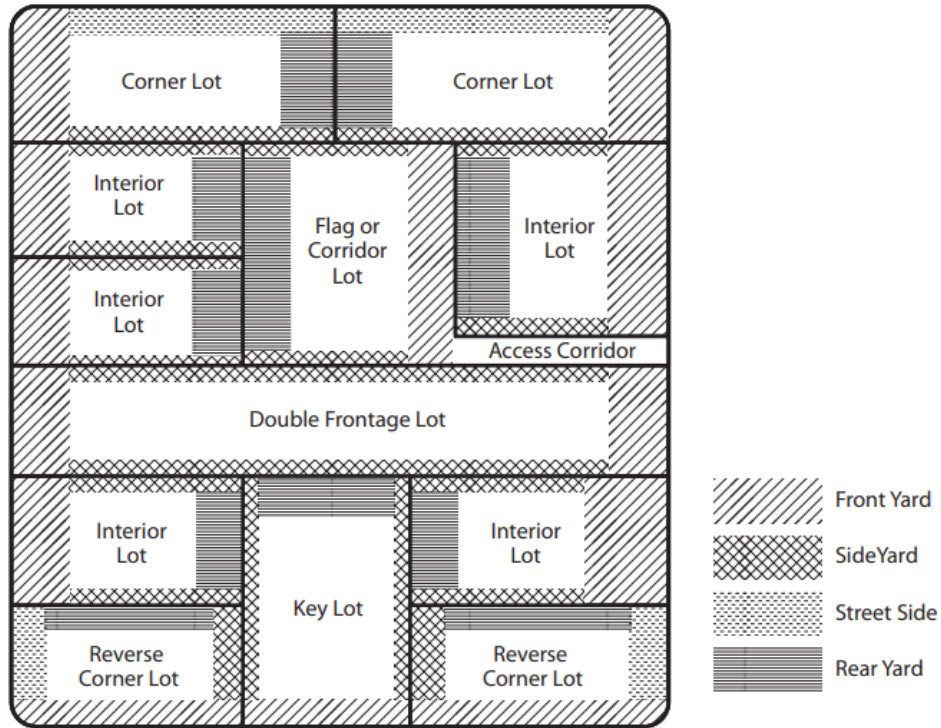 Corner Lot
Corner Lot
Interior
Lot
Flag or
Corridor
Lot
Interior
Lot
Interior
Lot
Access Corridor
Double Frontage Lot
Interior
Lot
Key Lot
Interior
Lot
Reverse
Corner Lot
Reverse
Corner Lot
Front Yard
SideYard
Street Side
Rear Yard